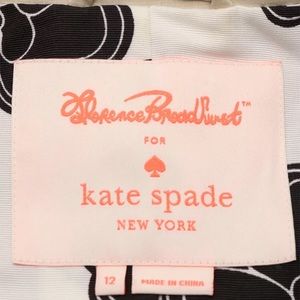 Florence Broadhurst™
FOR
kate spade
NEW YORK
12
MADE IN CHINA